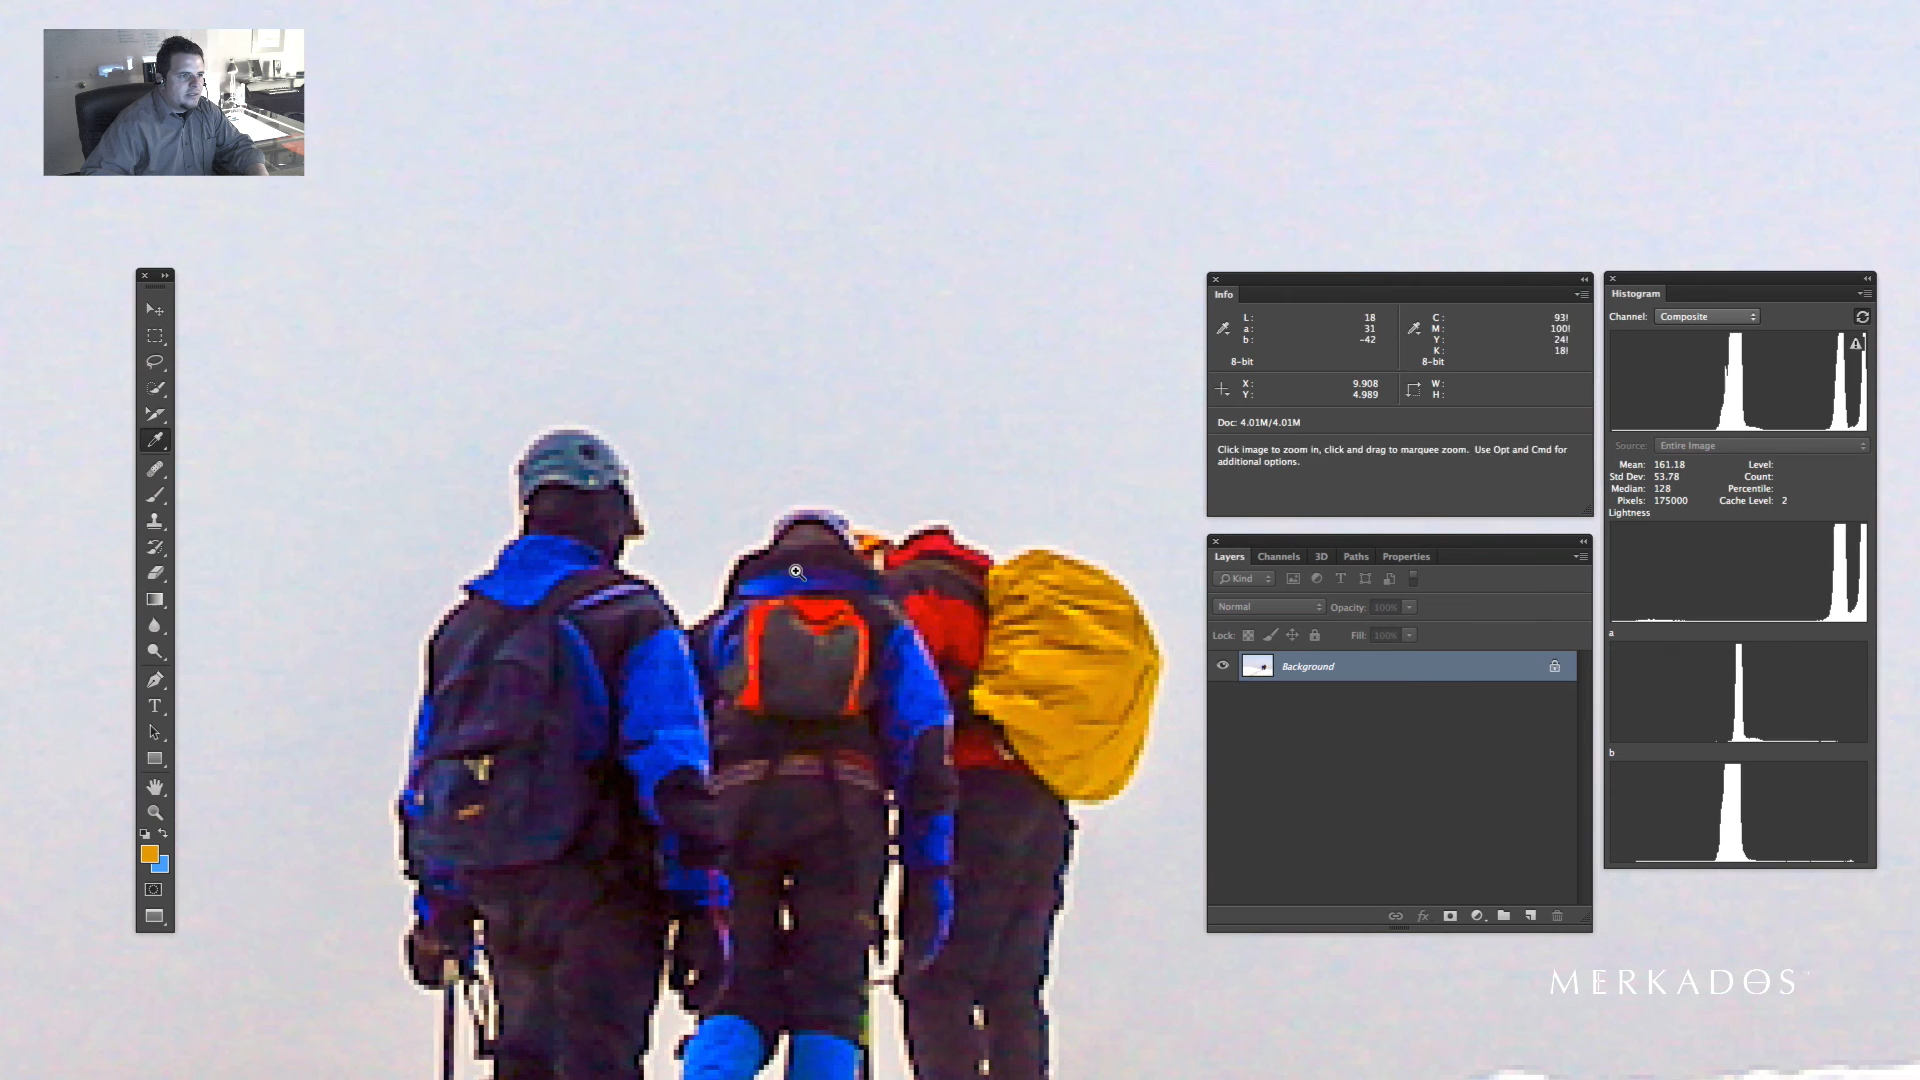 Info
L: 18
a: 31
b: -42
8-bit
C: 93!
M: 100!
Y: 24!
K: 18!
8-bit
X: 9.908
Y: 4.989
W:
H:
Doc: 4.01M/4.01M
Click image to zoom in, click and drag to marquee zoom. Use Opt and Cmd for
additional options.
Histogram
Channel: Composite
Source: Entire Image
Mean: 161.18 Level:
Std Dev: 53.78 Count:
Median: 128 Percentile:
Pixels: 175000 Cache Level: 2
Lightness
a
b
Layers Channels 3D Paths Properties
Kind
Normal Opacity: 100%
Lock: Fill: 100%
Background
fx
T
T
MERKADOS